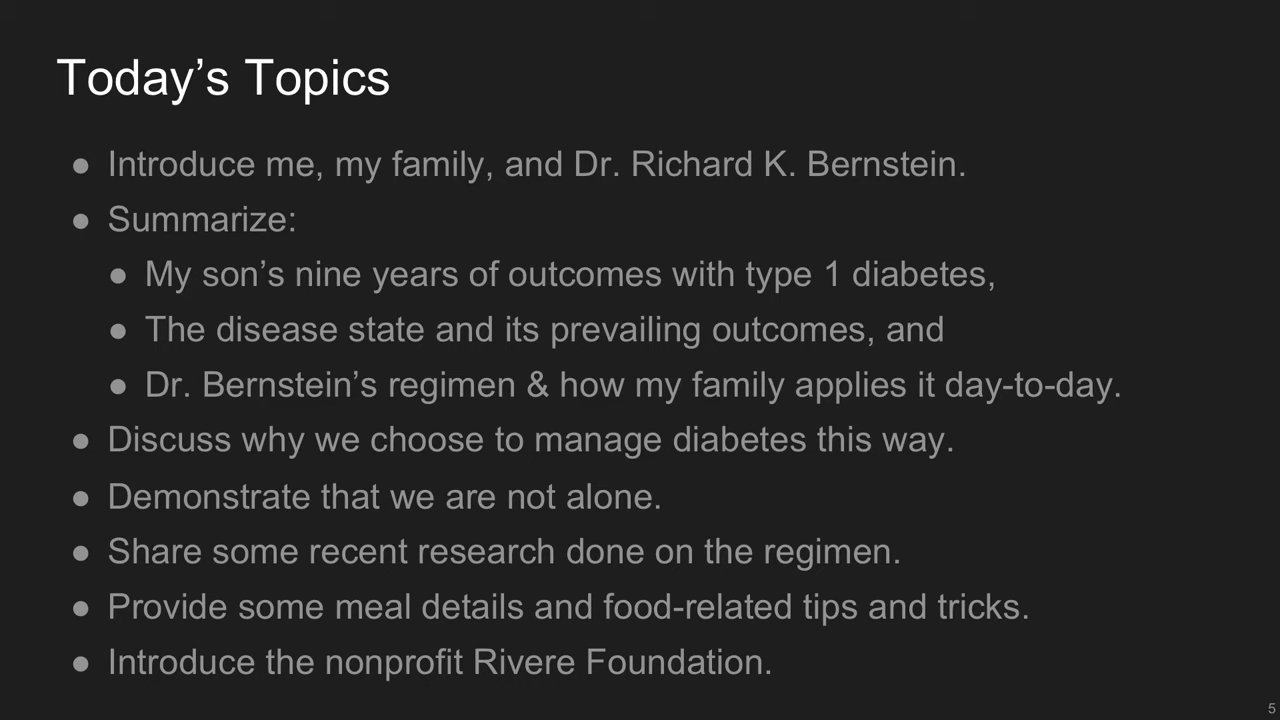 Today’s Topics
● Introduce me, my family, and Dr. Richard K. Bernstein.
● Summarize:
● My son’s nine years of outcomes with type 1 diabetes,
● The disease state and its prevailing outcomes, and
● Dr. Bernstein’s regimen & how my family applies it day-to-day.
● Discuss why we choose to manage diabetes this way.
● Demonstrate that we are not alone.
● Share some recent research done on the regimen.
● Provide some meal details and food-related tips and tricks.
● Introduce the nonprofit Rivere Foundation.
5